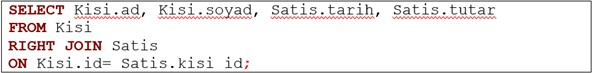 SELECT Kisi.ad, Kisi.soyad, Satis.tarih, Satis.tutar
FROM Kisi
RIGHT JOIN Satis
ON Kisi.id= Satis.kisi id;